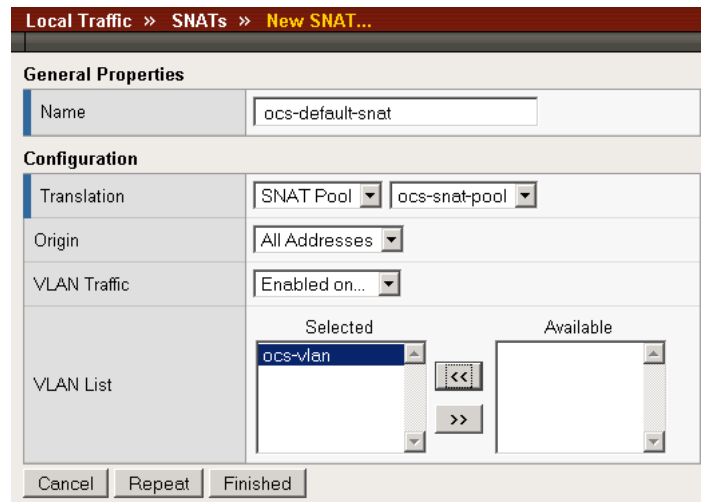 Local Traffic » SNATs » New SNAT...
General Properties
Name ocs-default-snat
Configuration
Translation SNAT Pool ocs-snat-pool
Origin All Addresses
VLAN Traffic Enabled on...
Selected Available
ocs-vlan
<<
VLAN List
>>
Cancel Repeat Finished